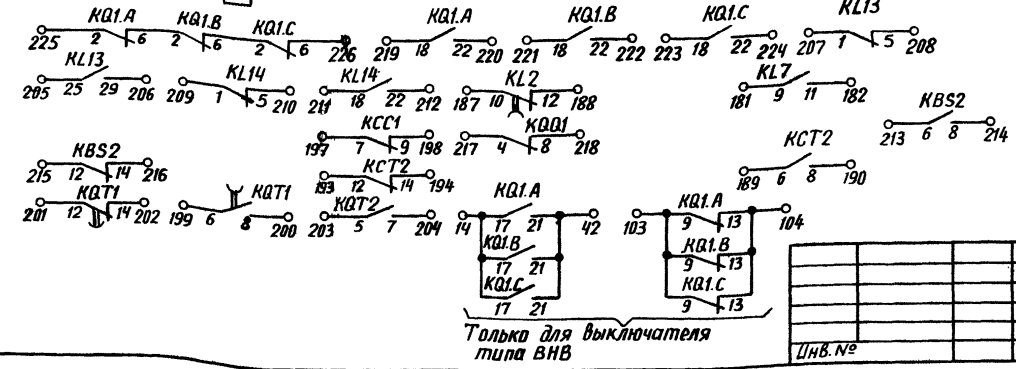 KQ1.A KQ1.B KQ1.C KQ1.A KQ1.B KQ1.C KL13
225 2 6 2 6 2 6 226 219 18 22 220 221 18 22 222 223 18 22 224 207 1 5 208
KL13 KL14 KL14 KL2 KL7
205 25 29 206 209 1 5 210 211 18 22 212 187 10 12 188 181 9 11 182
KBS2
213 6 8 214
KCC1 KQQ1
197 7 9 198 217 4 8 218
KBS2 KCT2 KCT2
215 12 14 216 193 12 14 194 189 6 8 190
KQT1 KQT1 KQT2 KQ1.A KQ1.A
201 12 14 202 199 6 8 200 203 5 7 204 14 17 21 42 103 9 13 104
KQ1.B KQ1.B
17 21 9 13
KQ1.C KQ1.C
17 21 9 13
Только для выключателя
типа ВНВ
Инв. №